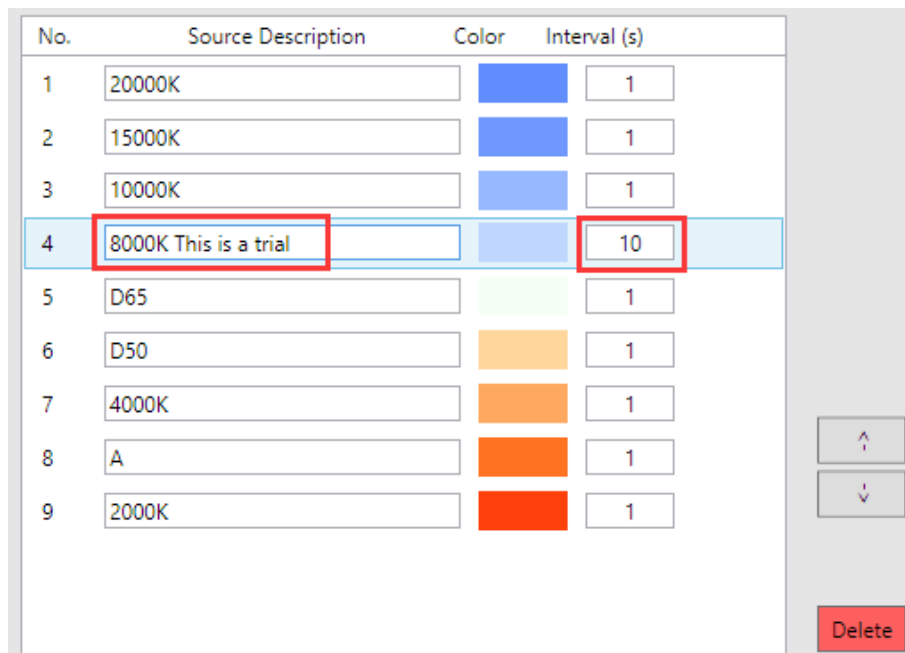 No. Source Description Color Interval (s)
1 20000K 1
2 15000K 1
3 10000K 1
4 8000K This is a trial 10
5 D65 1
6 D50 1
7 4000K 1
8 A 1
9 2000K 1
Delete